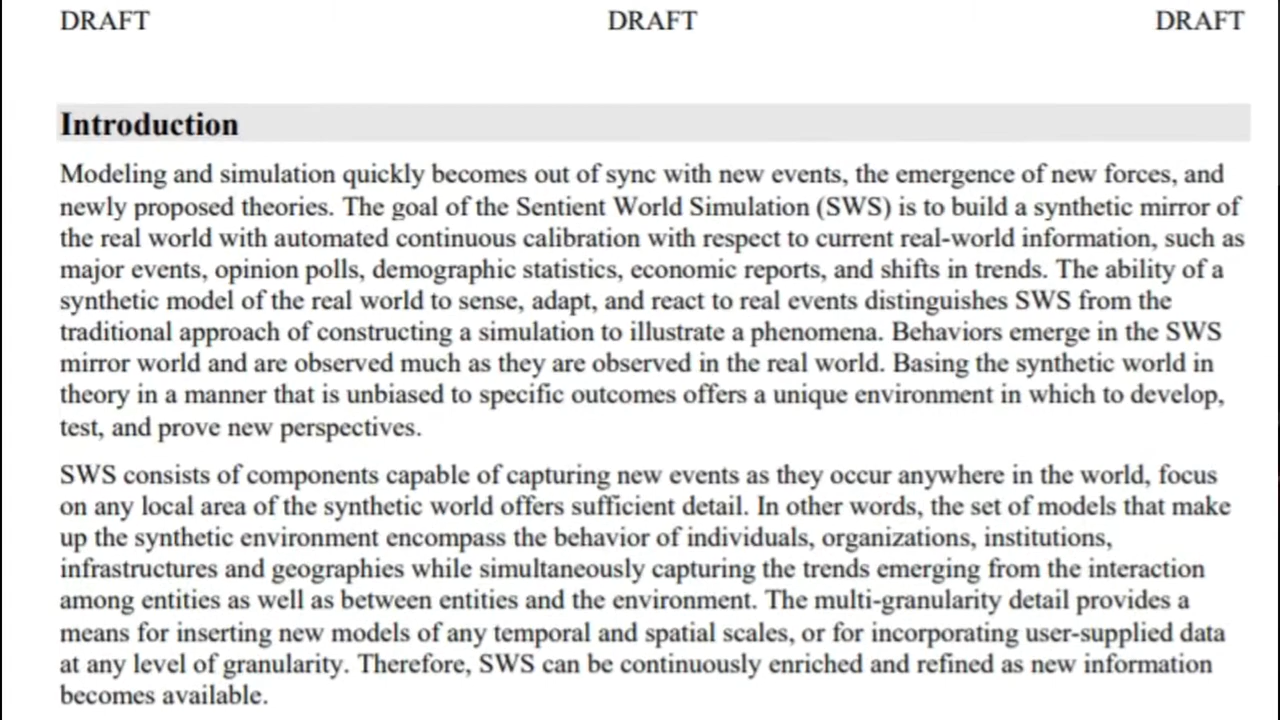 DRAFT DRAFT DRAFT
Introduction
Modeling and simulation quickly becomes out of sync with new events, the emergence of new forces, and
newly proposed theories. The goal of the Sentient World Simulation (SWS) is to build a synthetic mirror of
the real world with automated continuous calibration with respect to current real-world information, such as
major events, opinion polls, demographic statistics, economic reports, and shifts in trends. The ability of a
synthetic model of the real world to sense, adapt, and react to real events distinguishes SWS from the
traditional approach of constructing a simulation to illustrate a phenomena. Behaviors emerge in the SWS
mirror world and are observed much as they are observed in the real world. Basing the synthetic world in
theory in a manner that is unbiased to specific outcomes offers a unique environment in which to develop,
test, and prove new perspectives.
SWS consists of components capable of capturing new events as they occur anywhere in the world, focus
on any local area of the synthetic world offers sufficient detail. In other words, the set of models that make
up the synthetic environment encompass the behavior of individuals, organizations, institutions,
infrastructures and geographies while simultaneously capturing the trends emerging from the interaction
among entities as well as between entities and the environment. The multi-granularity detail provides a
means for inserting new models of any temporal and spatial scales, or for incorporating user-supplied data
at any level of granularity. Therefore, SWS can be continuously enriched and refined as new information
becomes available.